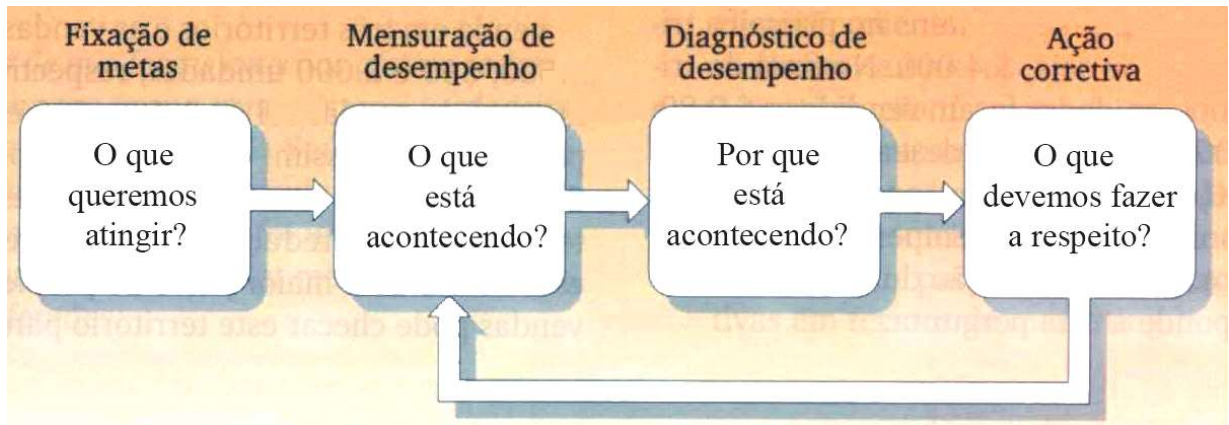 Fixação de
metas
Mensuração de
desempenho
Diagnóstico de
desempenho
Ação
corretiva
O que
queremos
atingir?
O que
está
acontecendo?
Por que
está
acontecendo?
O que
devemos fazer
a respeito?